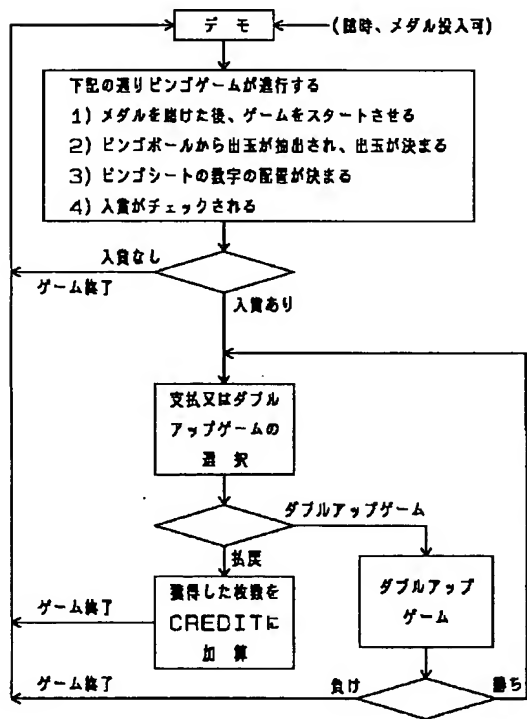 デモ
(随時、メダル投入可)
下記の通りビンゴゲームが進行する
1) メダルを賭けた後、ゲームをスタートさせる
2) ビンゴボールから出玉が抽出され、出玉が決まる
3) ビンゴシートの数字の配置が決まる
4) 入賞がチェックされる
入賞なし
ゲーム終了
入賞あり
支払又はダブル
アップゲームの
選択
ダブルアップゲーム
払戻
ダブルアップ
ゲーム
獲得した枚数を
CREDITに
加算
ゲーム終了
ゲーム終了
負け
勝ち